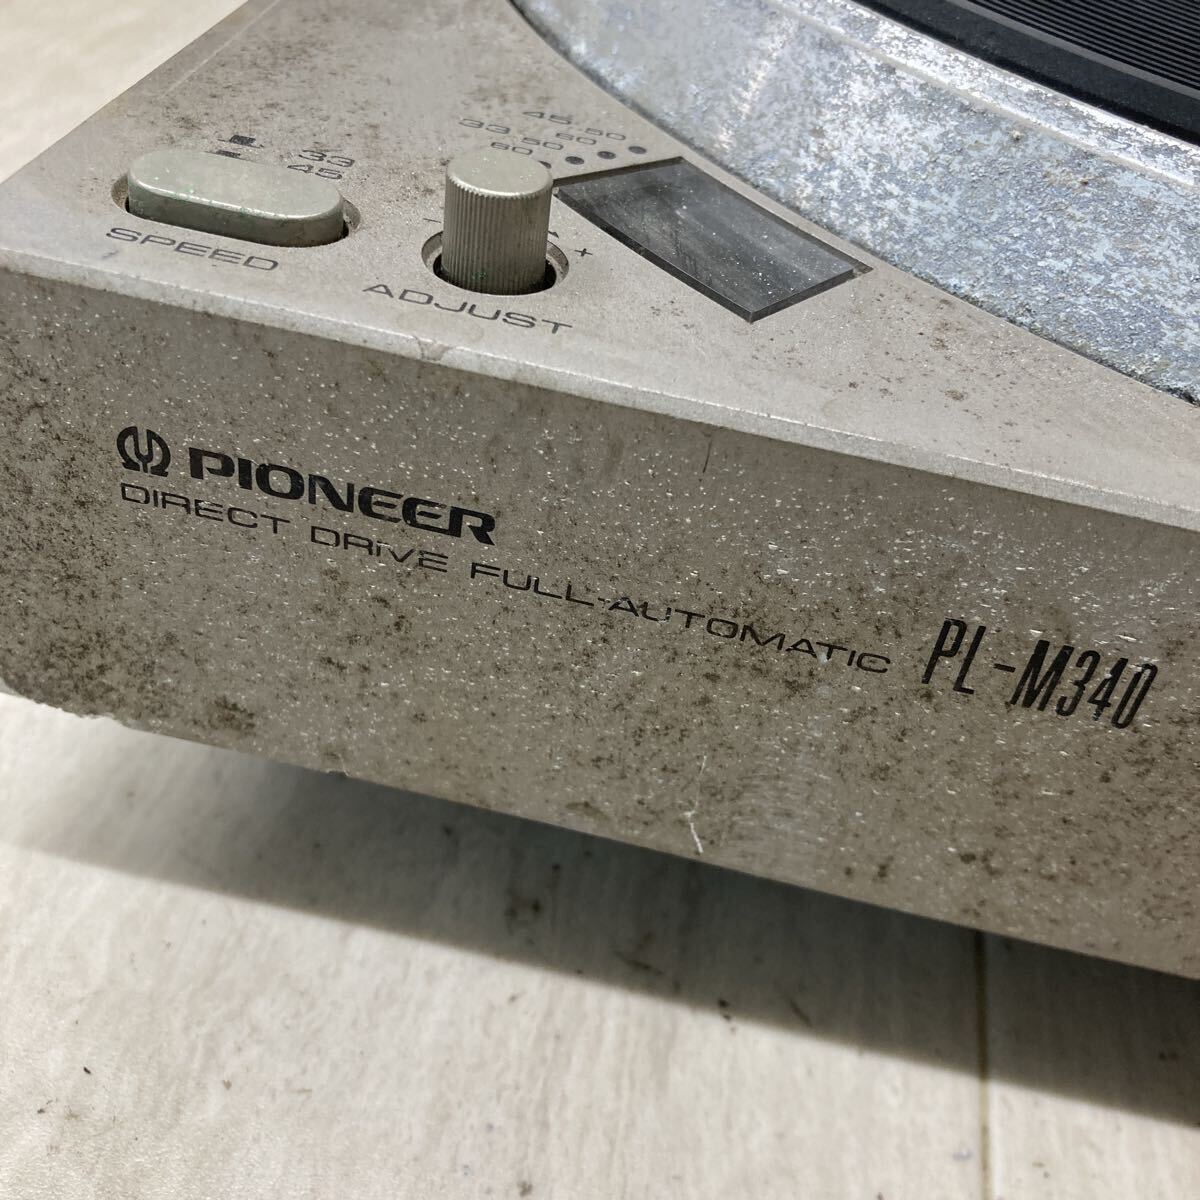 45.50
33.50 60
60
33
45
SPEED
- +
ADJUST
PIONEER
DIRECT DRIVE FULL-AUTOMATIC PL-M340